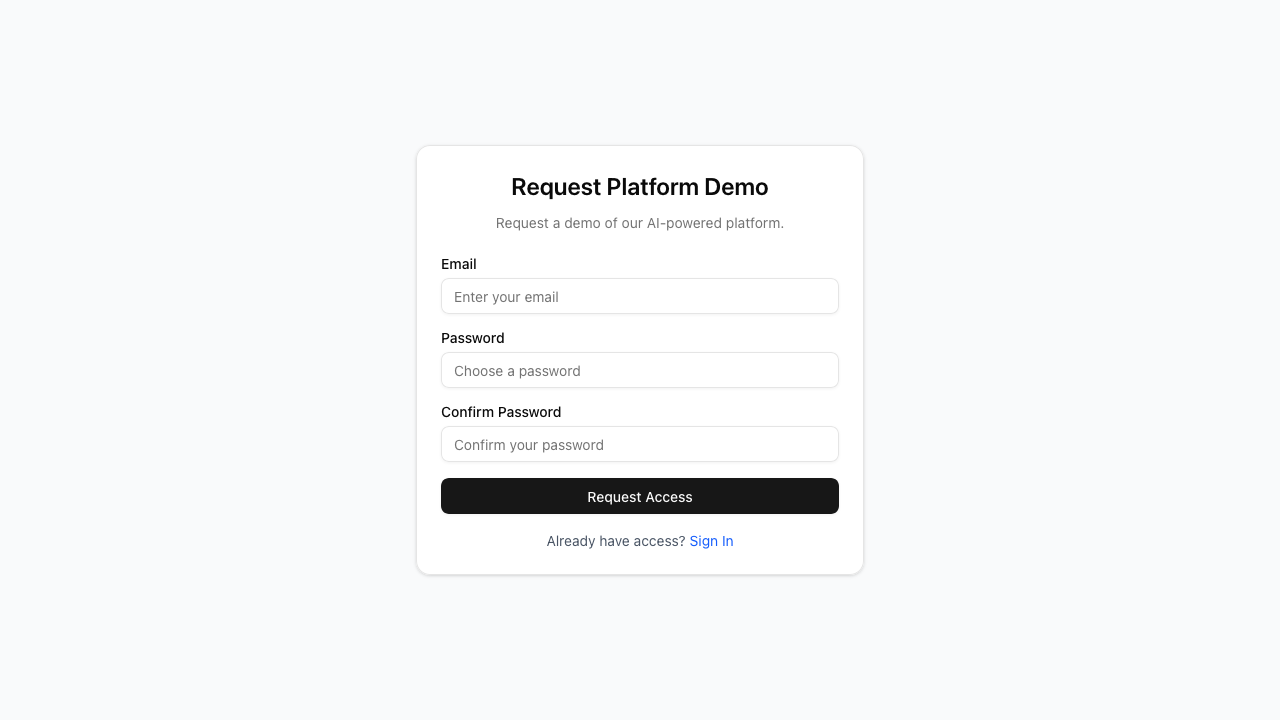 Request Platform Demo
Request a demo of our AI-powered platform.
Email
Enter your email
Password
Choose a password
Confirm Password
Confirm your password
Request Access
Already have access? Sign In